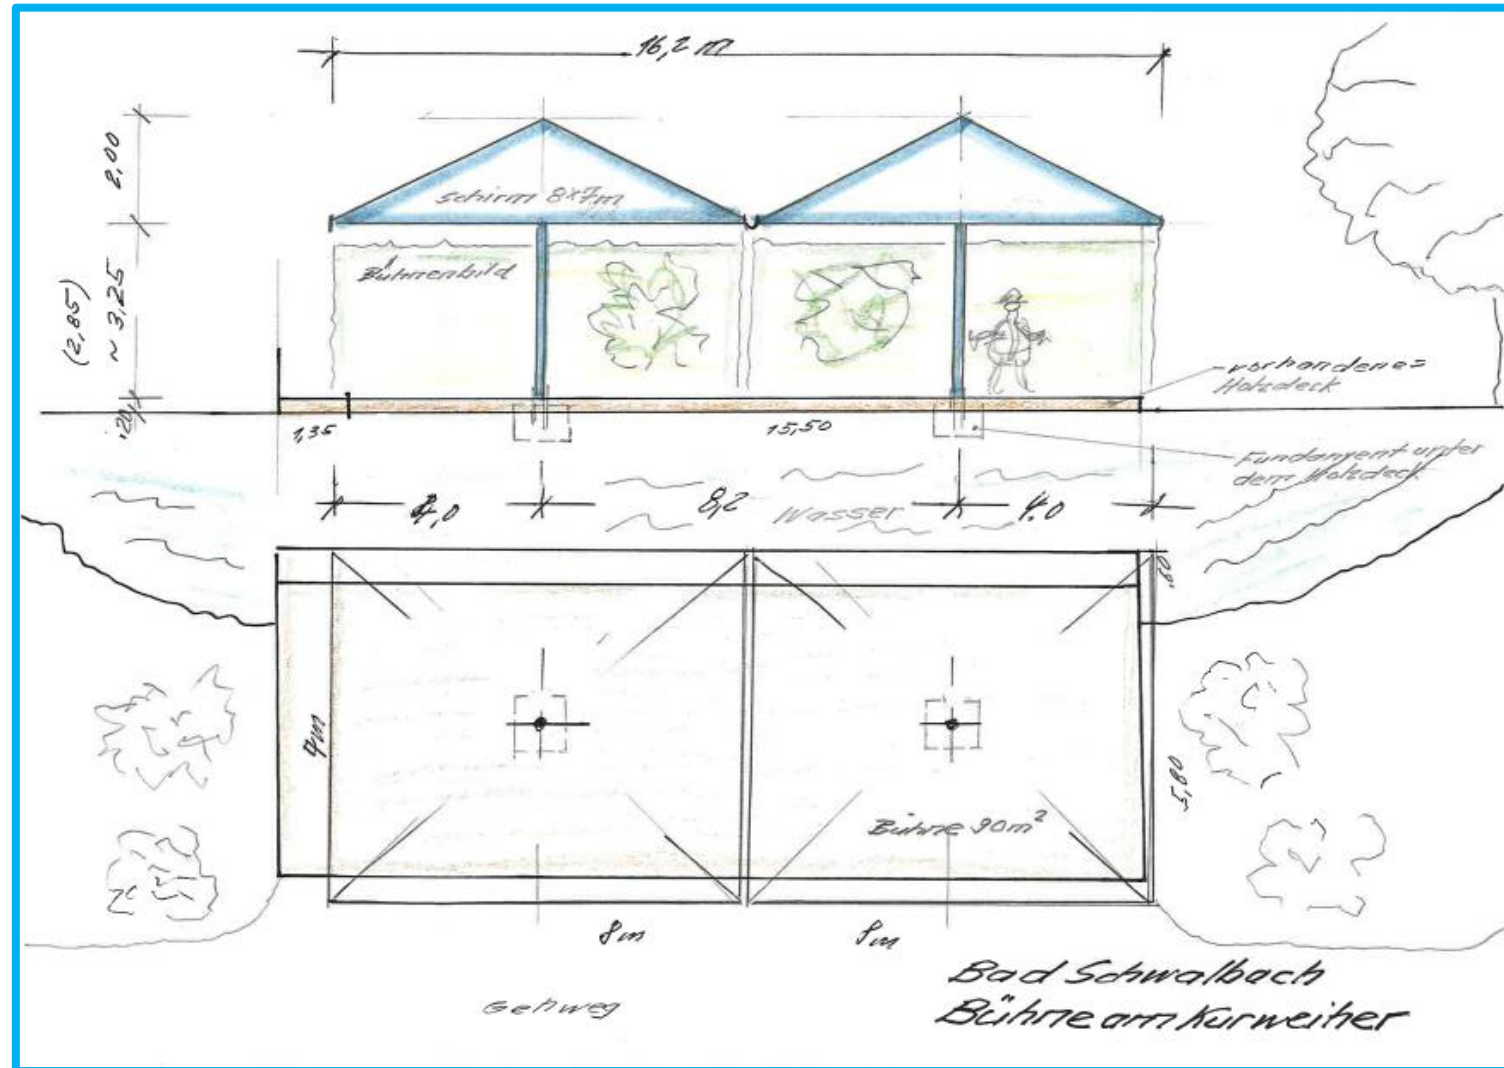 16,2 m
2,00
Schirm 8x7m
Bühnenbild
(2,85)
~ 3,25
vorhandenes
Holzdeck
,20
1,35
15,50
Fundament unter
dem Holzdeck
4,0
8,2
Wasser
4.0
4m
5,80
Bühne 90m²
8m
8m
Bad Schwalbach
Bühne am Kurweiher
Gehweg